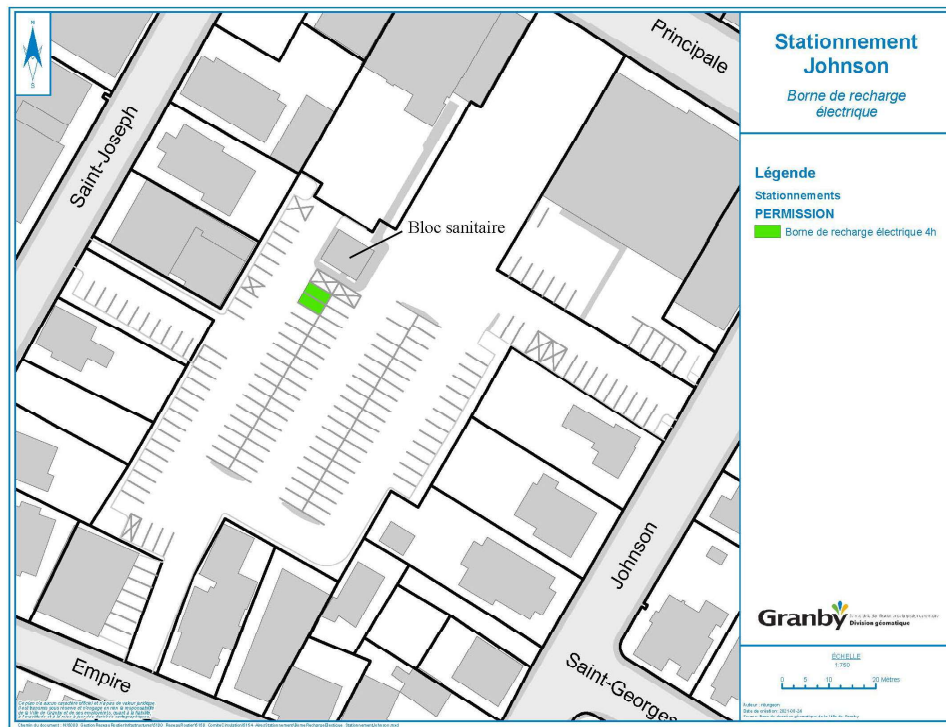 N
S
Principale
Saint-Joseph
Bloc sanitaire
Johnson
Empire
Saint-Georges
Stationnement
Johnson
Borne de recharge
électrique
Légende
Stationnements
PERMISSION
Borne de recharge électrique 4h
Granby
Division géomatique
ÉCHELLE
1:750
0 5 10 20 Mètres